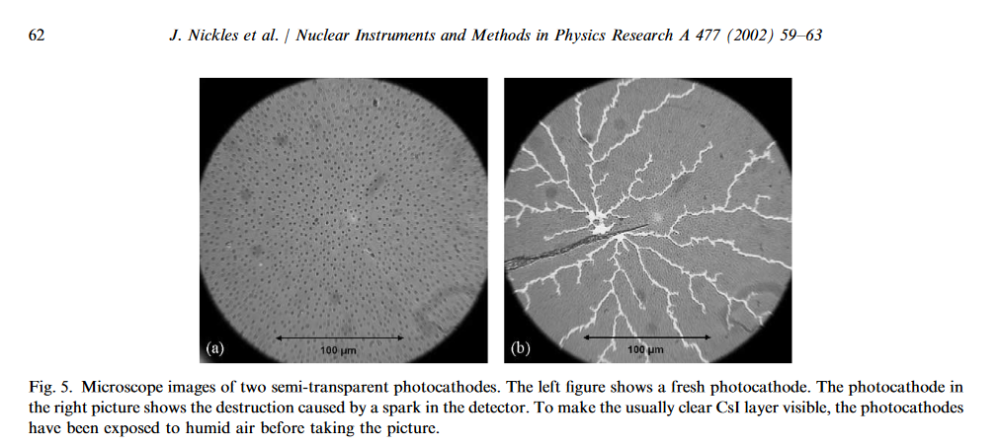 62
J. Nickles et al. / Nuclear Instruments and Methods in Physics Research A 477 (2002) 59–63
(a)
100 µm
(b)
100 µm
Fig. 5. Microscope images of two semi-transparent photocathodes. The left figure shows a fresh photocathode. The photocathode in
the right picture shows the destruction caused by a spark in the detector. To make the usually clear CsI layer visible, the photocathodes
have been exposed to humid air before taking the picture.